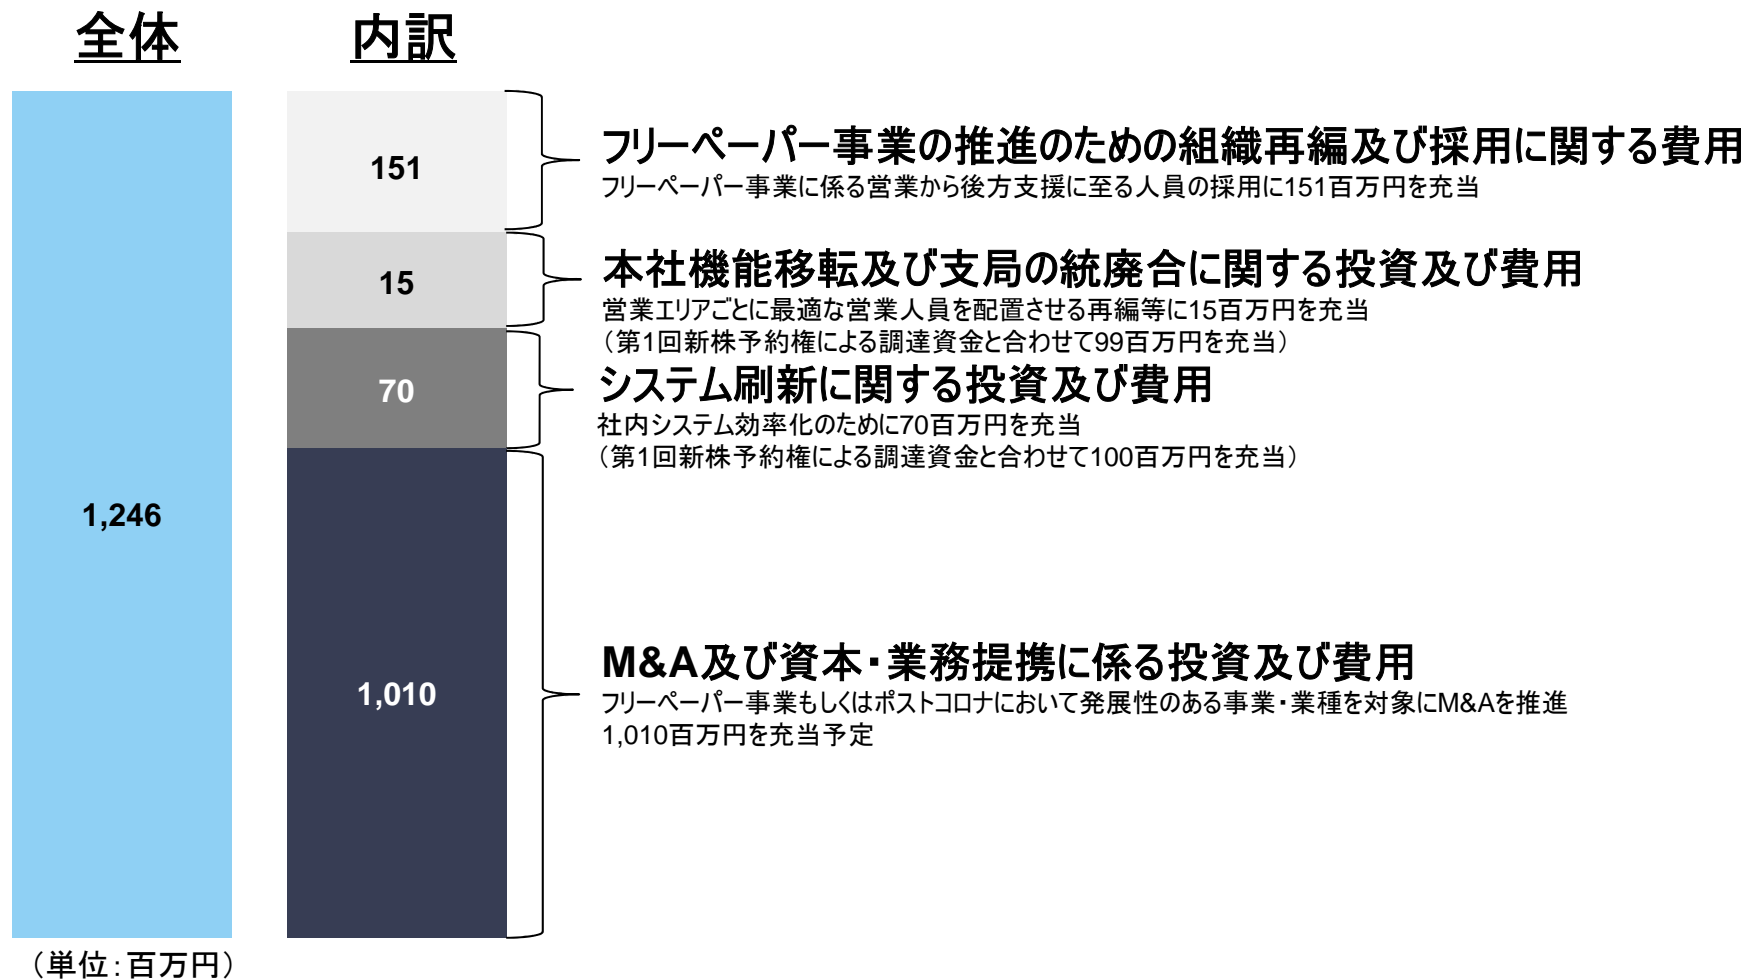 全体
内訳
151
フリーペーパー事業の推進のための組織再編及び採用に関する費用
フリーペーパー事業に係る営業から後方支援に至る人員の採用に151百万円を充当
15
本社機能移転及び支局の統廃合に関する投資及び費用
営業エリアごとに最適な営業人員を配置させる再編等に15百万円を充当
（第1回新株予約権による調達資金と合わせて99百万円を充当）
70
システム刷新に関する投資及び費用
社内システム効率化のために70百万円を充当
（第1回新株予約権による調達資金と合わせて100百万円を充当）
1,246
1,010
M&A及び資本・業務提携に係る投資及び費用
フリーペーパー事業もしくはポストコロナにおいて発展性のある事業・業種を対象にM&Aを推進
1,010百万円を充当予定
（単位：百万円）